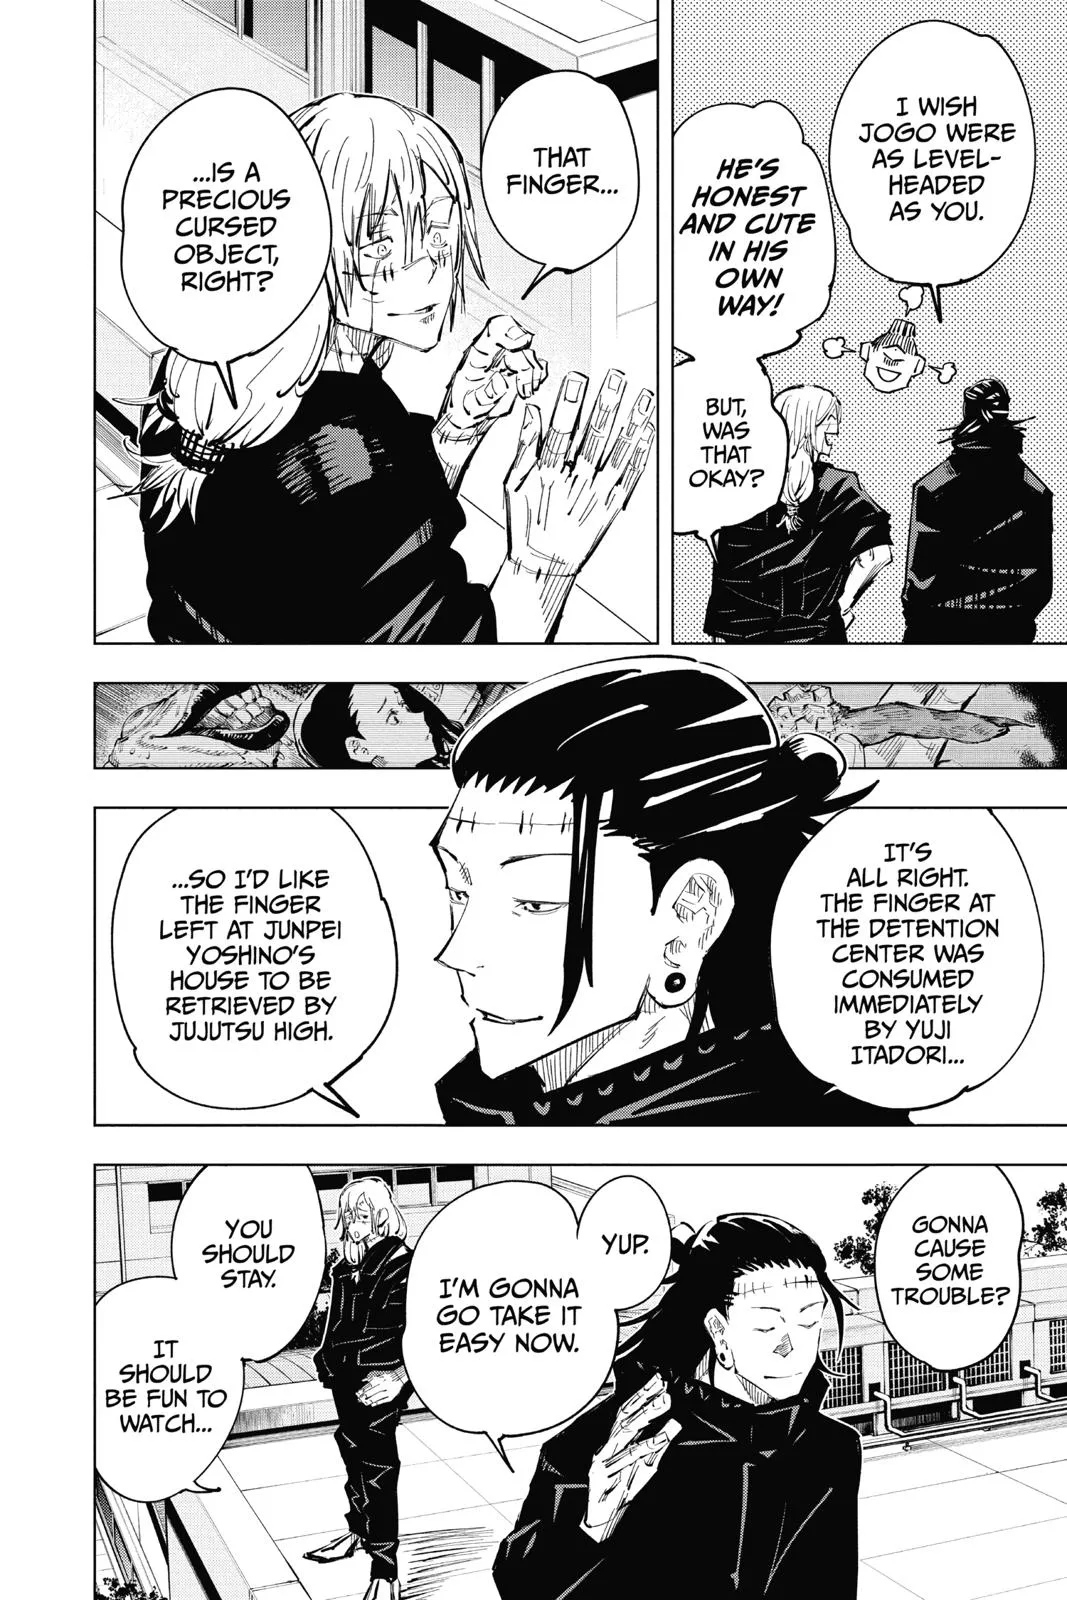 I WISH
JOGO WERE
AS LEVEL-
HEADED
AS YOU.
HE'S
HONEST
AND CUTE
IN HIS
OWN
WAY!
BUT,
WAS
THAT
OKAY?
THAT
FINGER...
...IS A
PRECIOUS
CURSED
OBJECT,
RIGHT?
IT'S
ALL RIGHT.
THE FINGER AT
THE DETENTION
CENTER WAS
CONSUMED
IMMEDIATELY
BY YUJI
ITADORI...
...SO I'D LIKE
THE FINGER
LEFT AT JUNPEI
YOSHINO'S
HOUSE TO BE
RETRIEVED BY
JUJUTSU HIGH.
GONNA
CAUSE
SOME
TROUBLE?
YUP.
I'M GONNA
GO TAKE IT
EASY NOW.
YOU
SHOULD
STAY.
IT
SHOULD
BE FUN TO
WATCH...